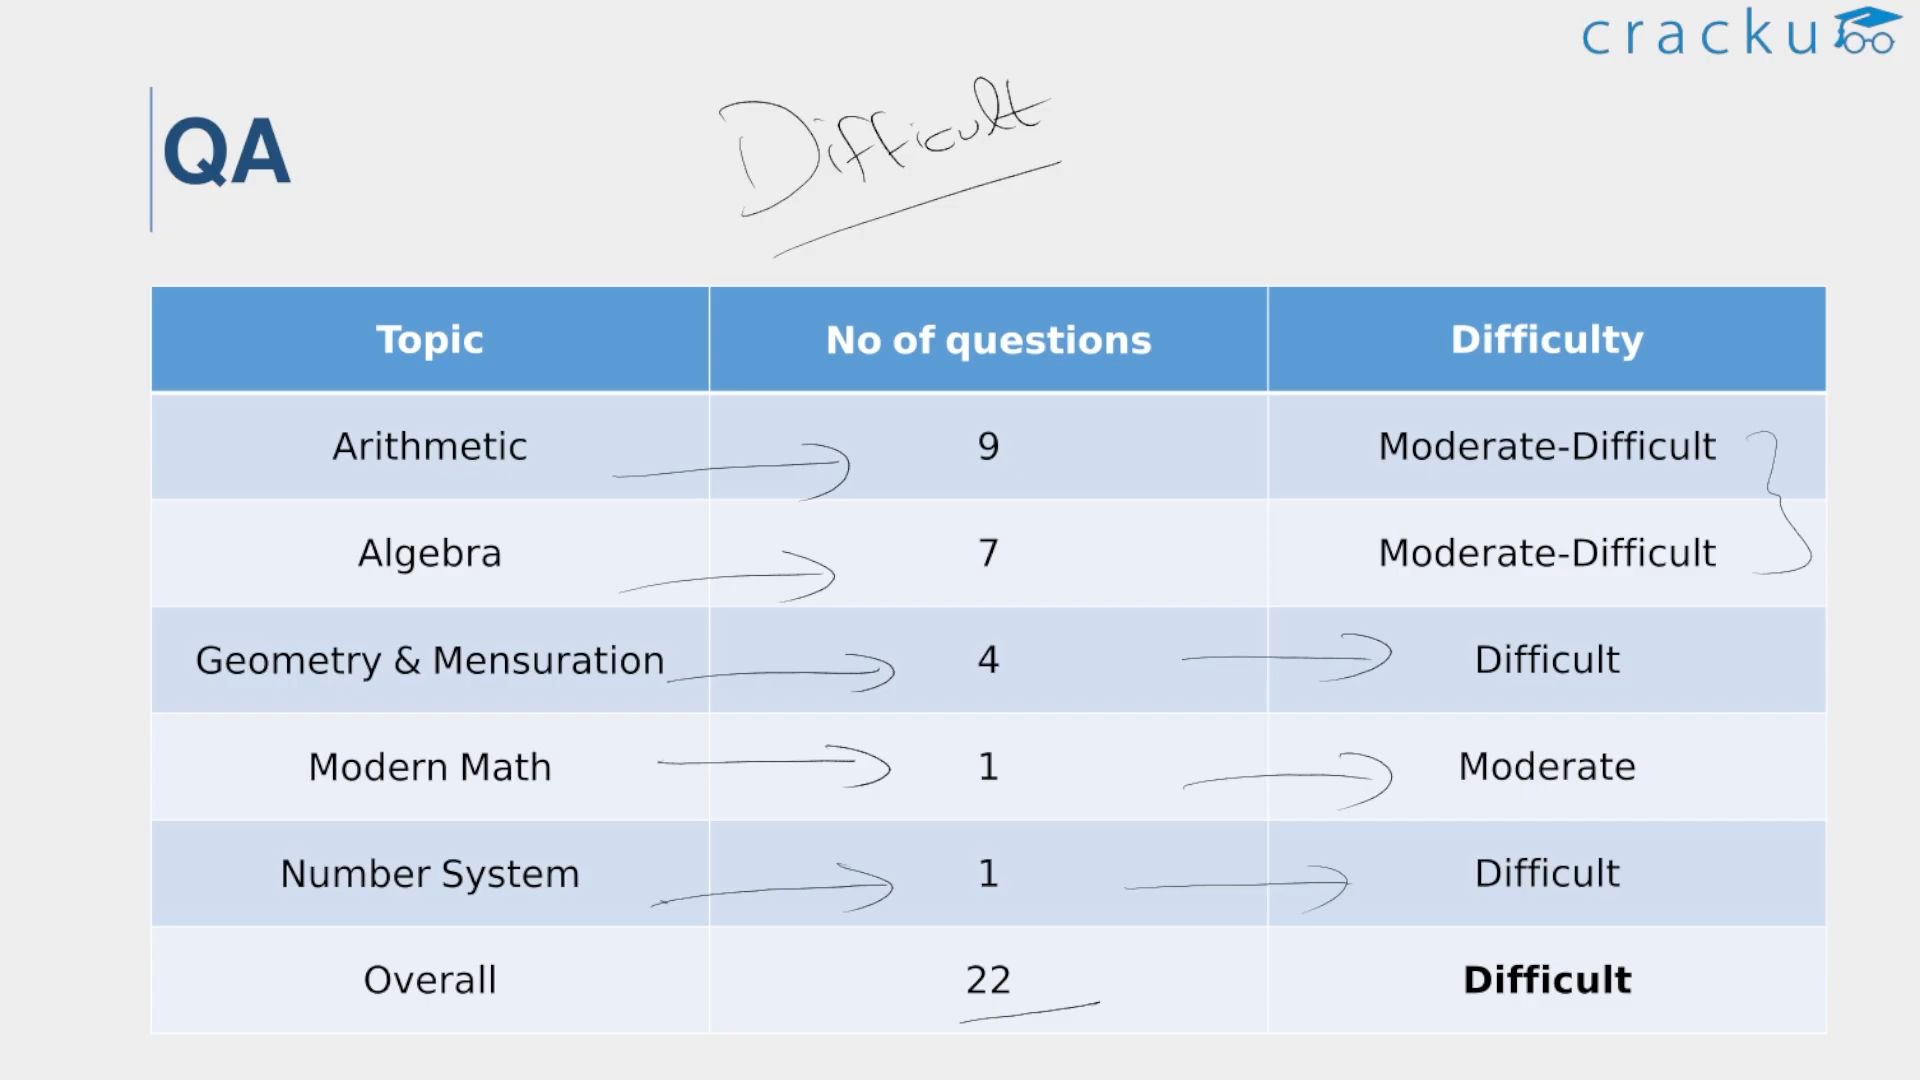 cracku
QA
Difficult
Topic No of questions Difficulty
Arithmetic 9 Moderate-Difficult
Algebra 7 Moderate-Difficult
Geometry & Mensuration 4 Difficult
Modern Math 1 Moderate
Number System 1 Difficult
Overall 22 Difficult